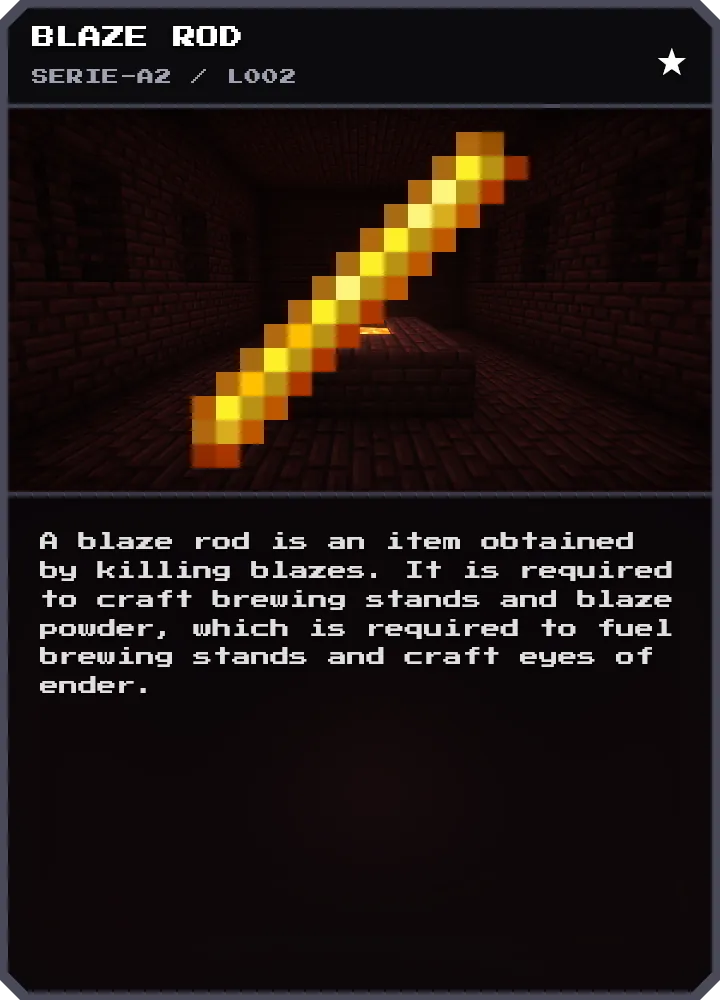 BLAZE ROD
SERIE-A2 / L002
A blaze rod is an item obtained
by killing blazes. It is required
to craft brewing stands and blaze
powder, which is required to fuel
brewing stands and craft eyes of
ender.